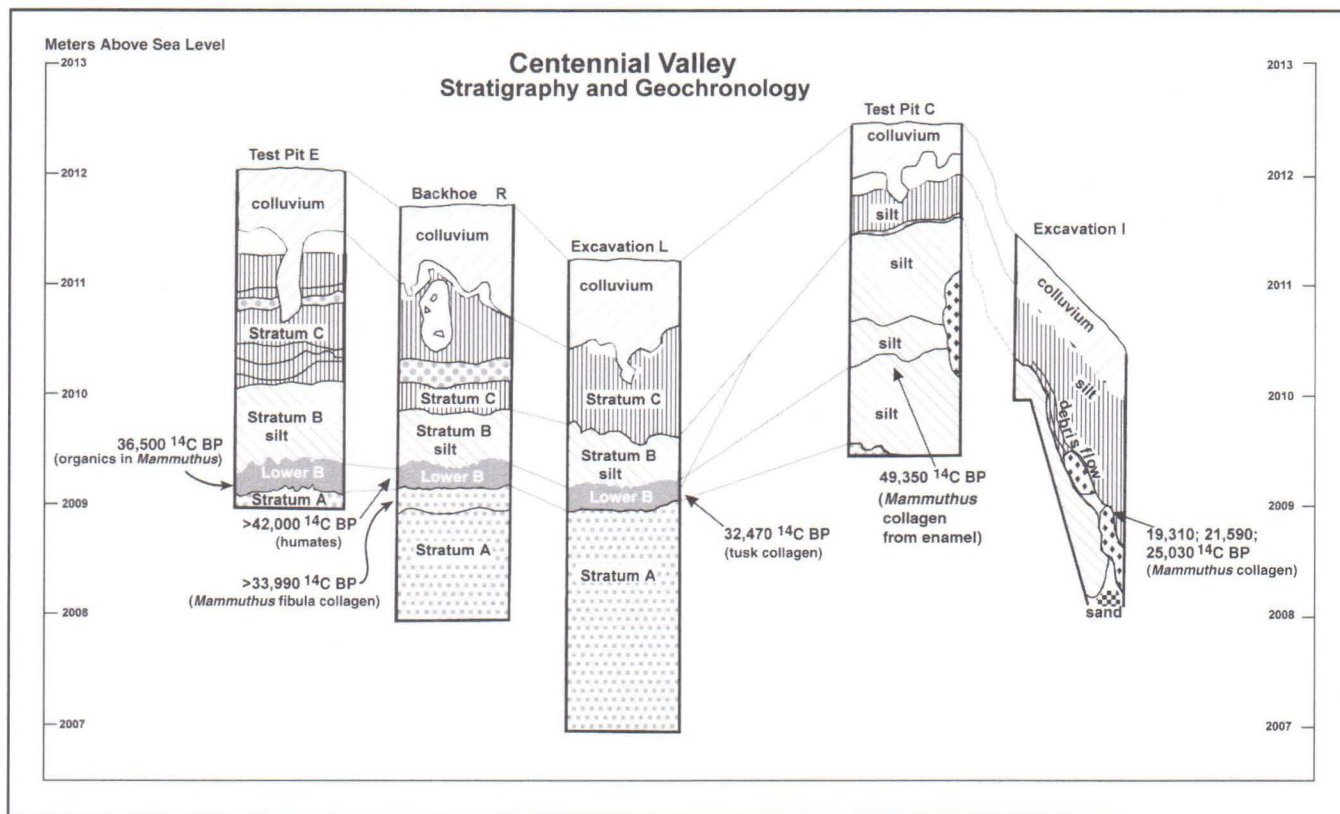 Meters Above Sea Level
Centennial Valley
Stratigraphy and Geochronology
2013
2012
2011
2010
2009
2008
2007
Test Pit E
colluvium
Stratum C
Stratum B
silt
Lower B
Stratum A
36,500 ¹⁴C BP
(organics in Mammuthus)
Backhoe R
colluvium
Stratum C
Stratum B
silt
Lower B
Stratum A
>42,000 ¹⁴C BP
(humates)
>33,990 ¹⁴C BP
(Mammuthus fibula collagen)
Excavation L
colluvium
Stratum C
Stratum B
silt
Lower B
Stratum A
32,470 ¹⁴C BP
(tusk collagen)
Test Pit C
colluvium
silt
silt
silt
silt
49,350 ¹⁴C BP
(Mammuthus
collagen
from enamel)
Excavation I
colluvium
silt
debris flow
sand
19,310; 21,590;
25,030 ¹⁴C BP
(Mammuthus collagen)
2013
2012
2011
2010
2009
2008
2007